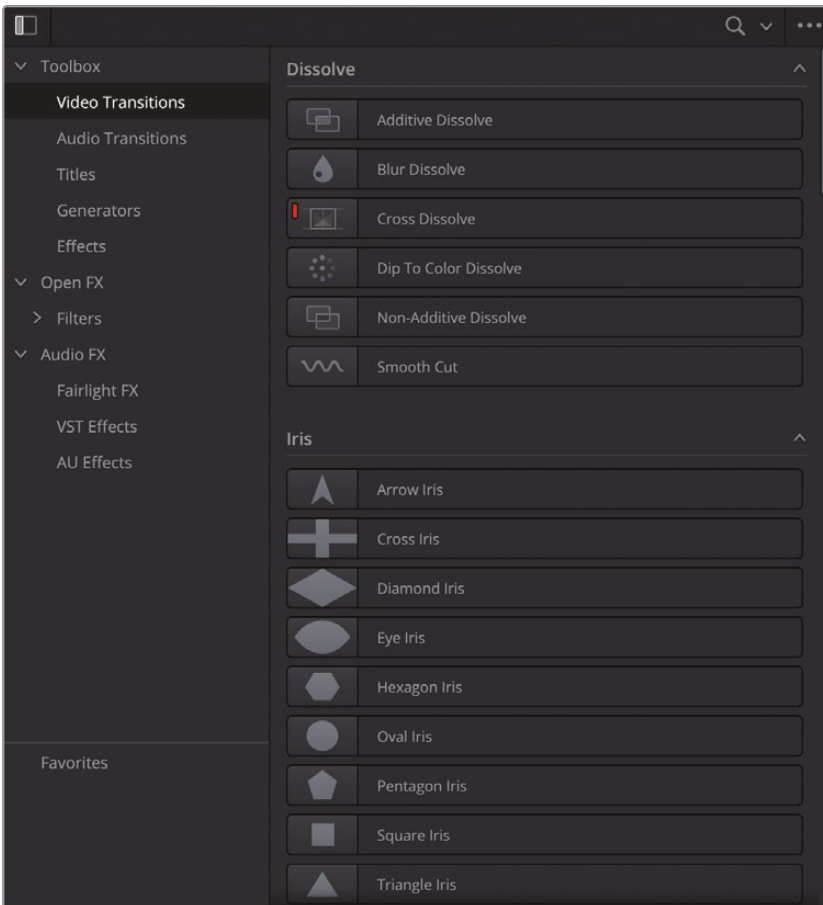 Toolbox
Video Transitions
Audio Transitions
Titles
Generators
Effects
Open FX
Filters
Audio FX
Fairlight FX
VST Effects
AU Effects
Favorites
Dissolve
Additive Dissolve
Blur Dissolve
Cross Dissolve
Dip To Color Dissolve
Non-Additive Dissolve
Smooth Cut
Iris
Arrow Iris
Cross Iris
Diamond Iris
Eye Iris
Hexagon Iris
Oval Iris
Pentagon Iris
Square Iris
Triangle Iris